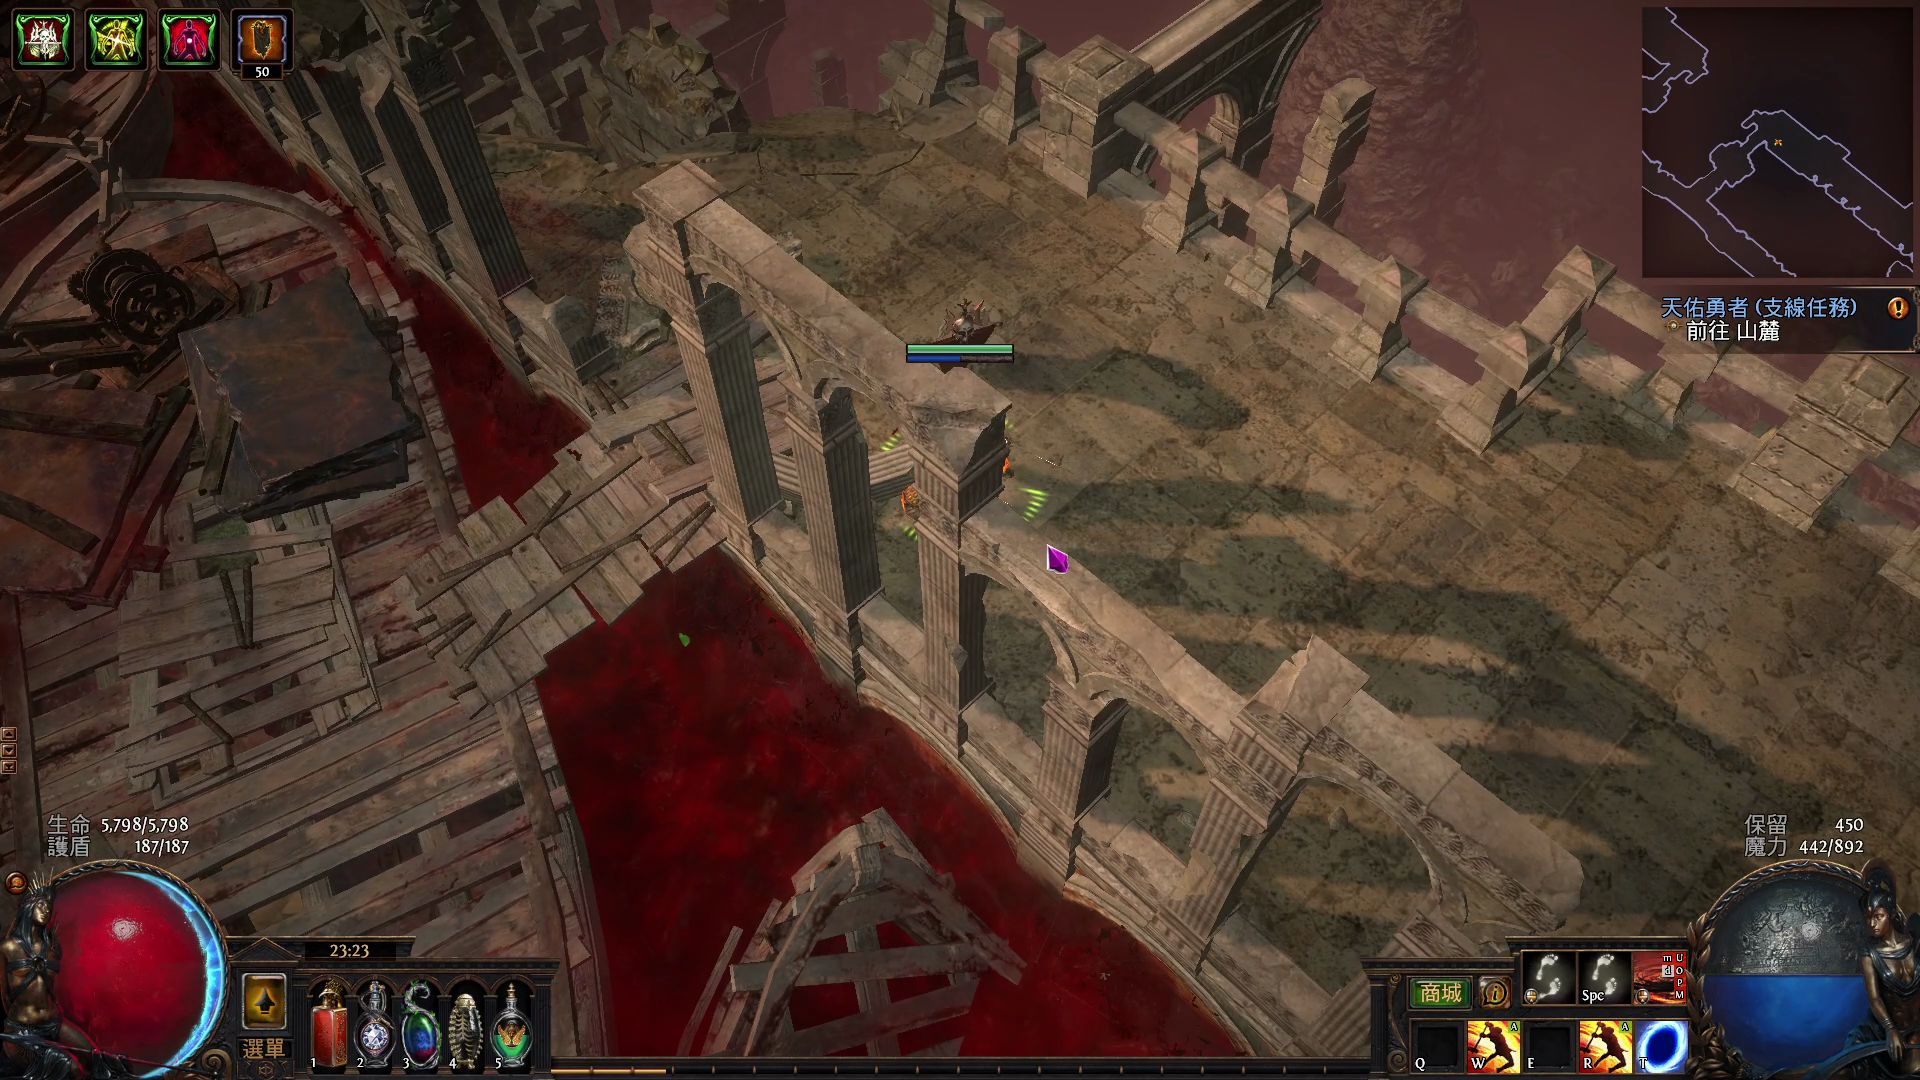 50
天佑勇者 (支線任務)
前往 山麓
生命 5,798/5,798
護盾 187/187
保留 450
魔力 442/892
23:23
選單
1 2 3 4 5
商城
Spc
m U
d O
P
M
Q W A E R A T